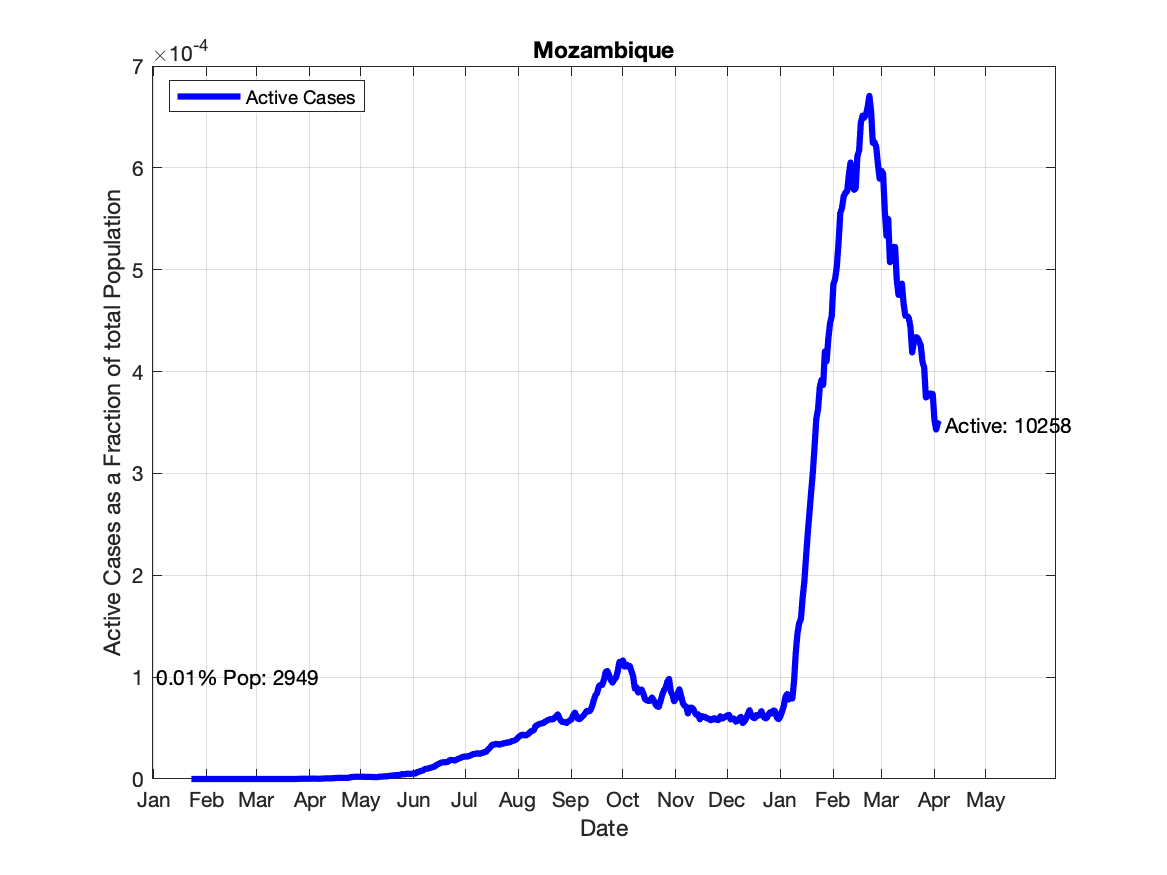 Mozambique
×10-4
7
6
5
4
3
2
1
0
Active Cases
Active Cases as a Fraction of total Population
Active: 10258
0.01% Pop: 2949
Jan Feb Mar Apr May Jun Jul Aug Sep Oct Nov Dec Jan Feb Mar Apr May
Date